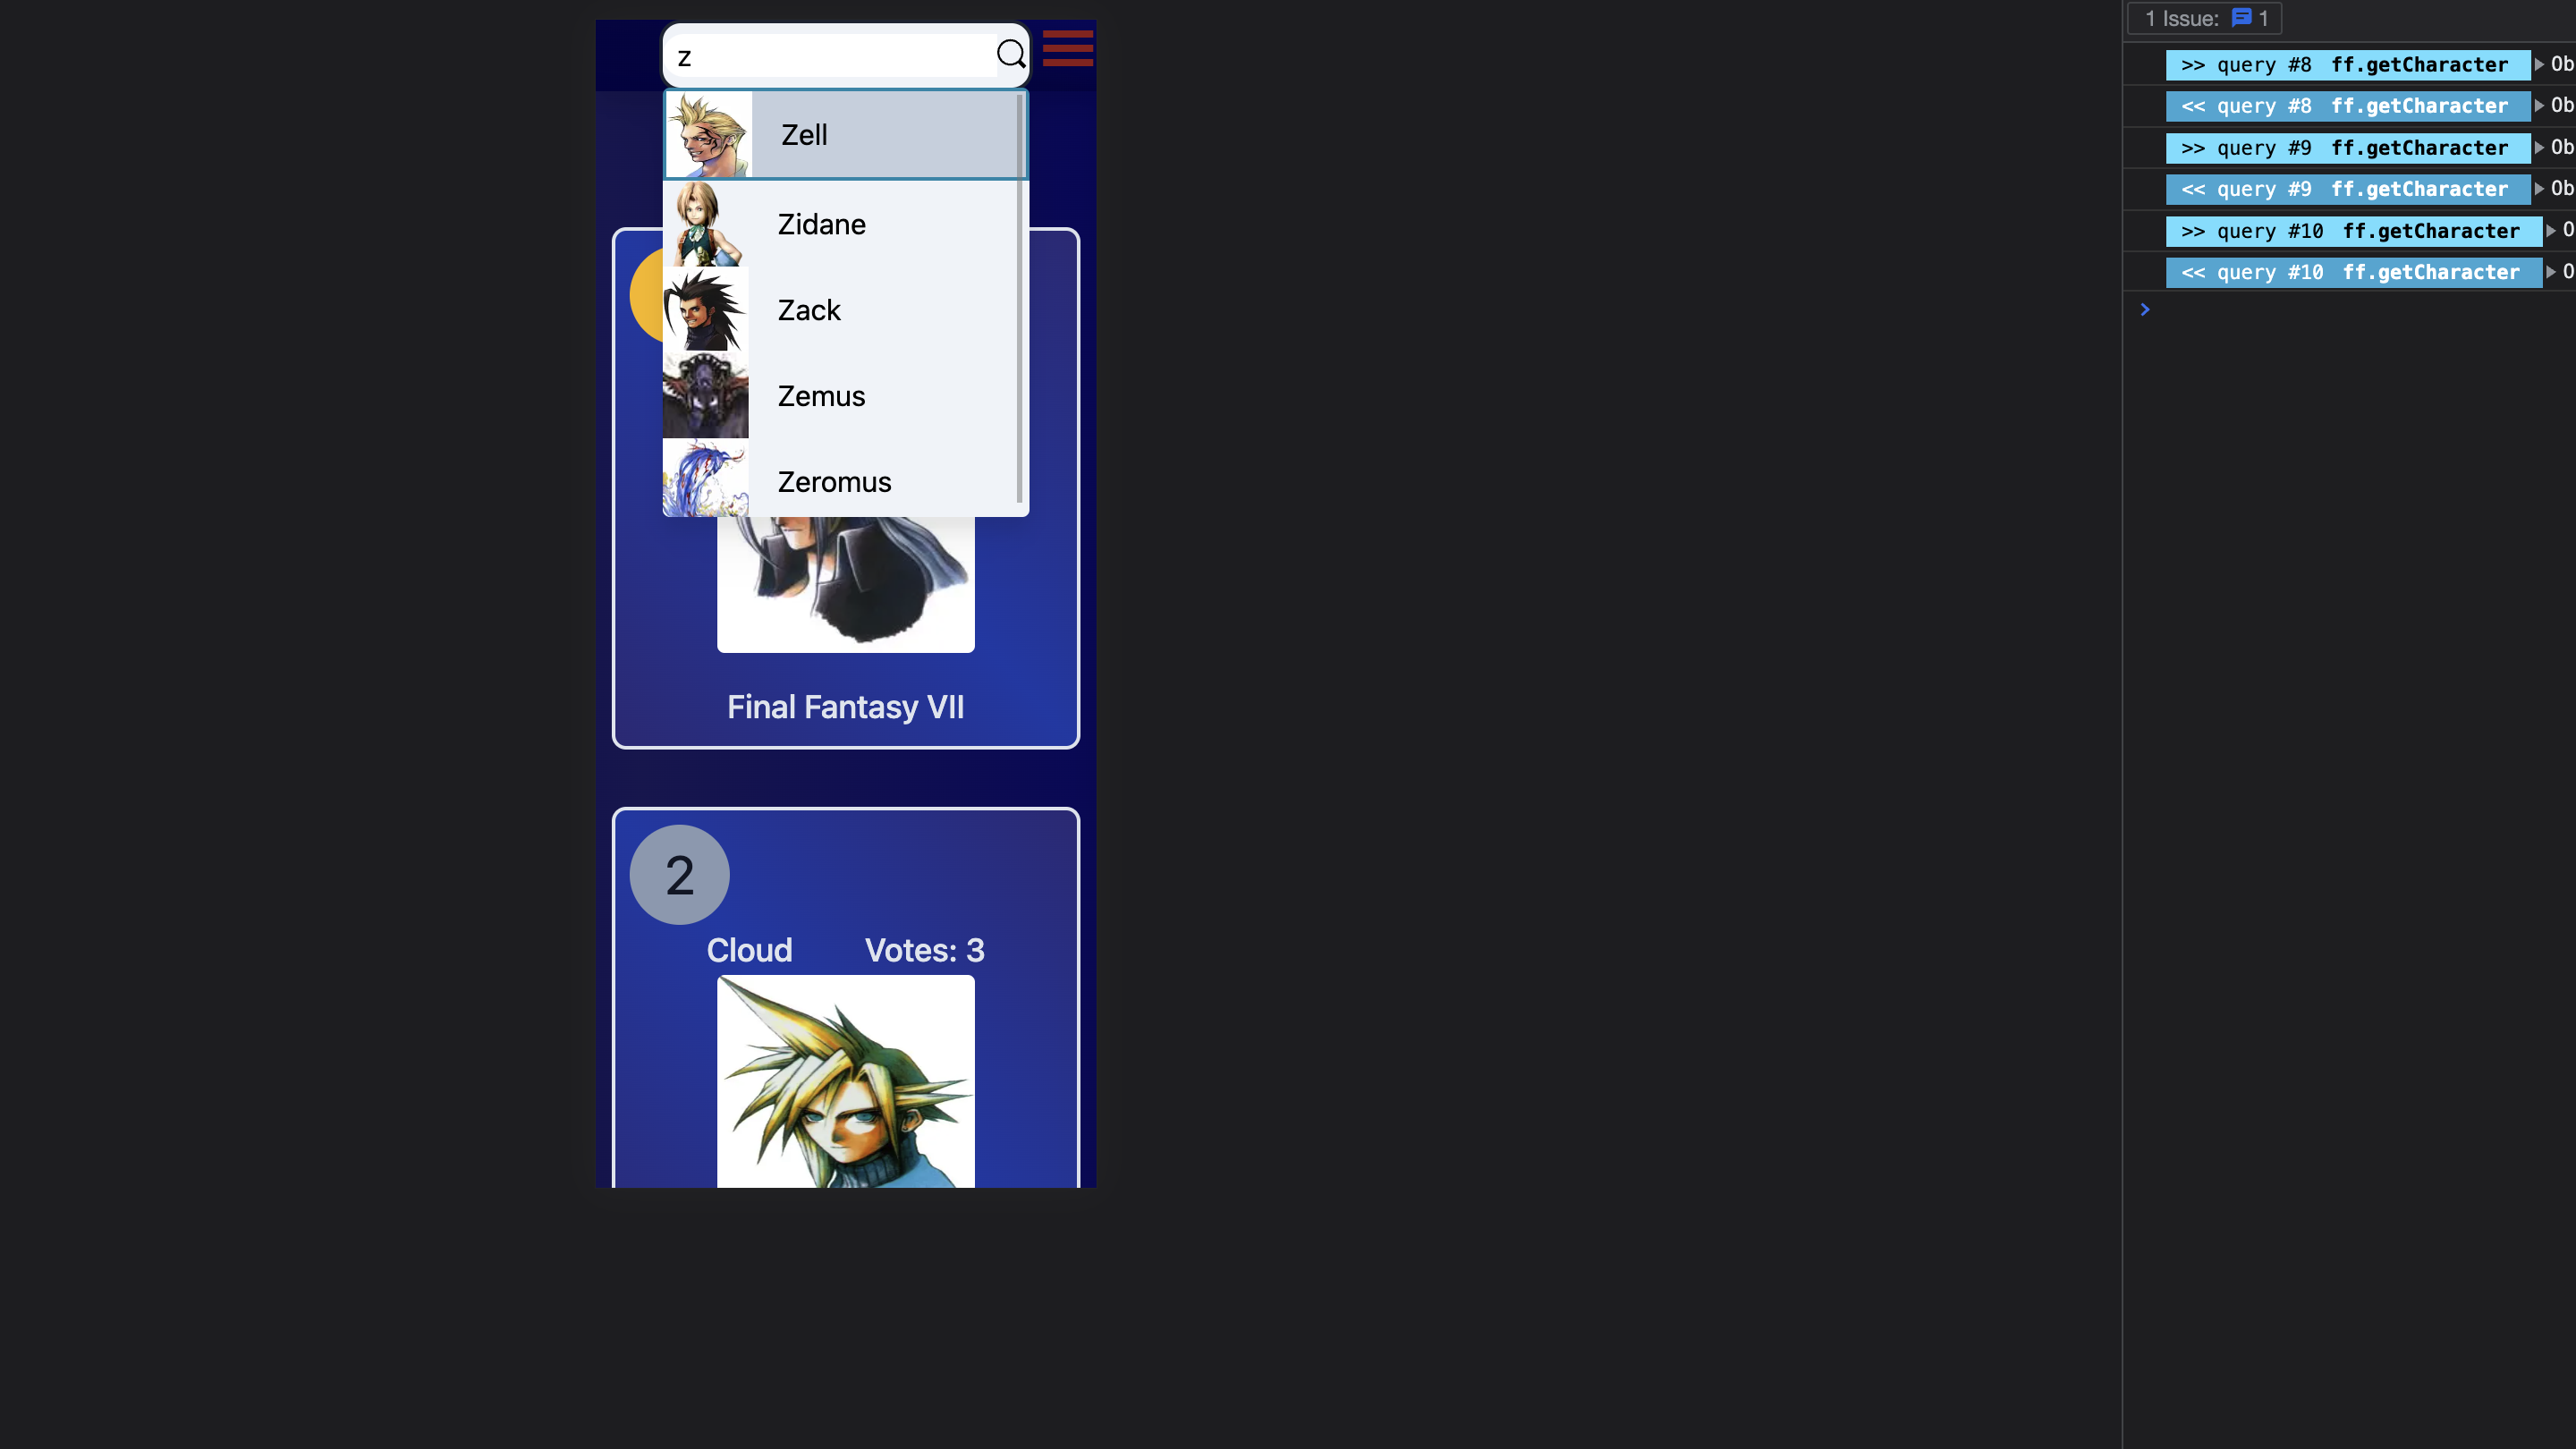 z
Zell
Zidane
Zack
Zemus
Zeromus
Final Fantasy VII
2
Cloud Votes: 3
1 Issue: 1
>> query #8 ff.getCharacter Ob
<< query #8 ff.getCharacter Ob
>> query #9 ff.getCharacter Ob
<< query #9 ff.getCharacter Ob
>> query #10 ff.getCharacter O
<< query #10 ff.getCharacter O